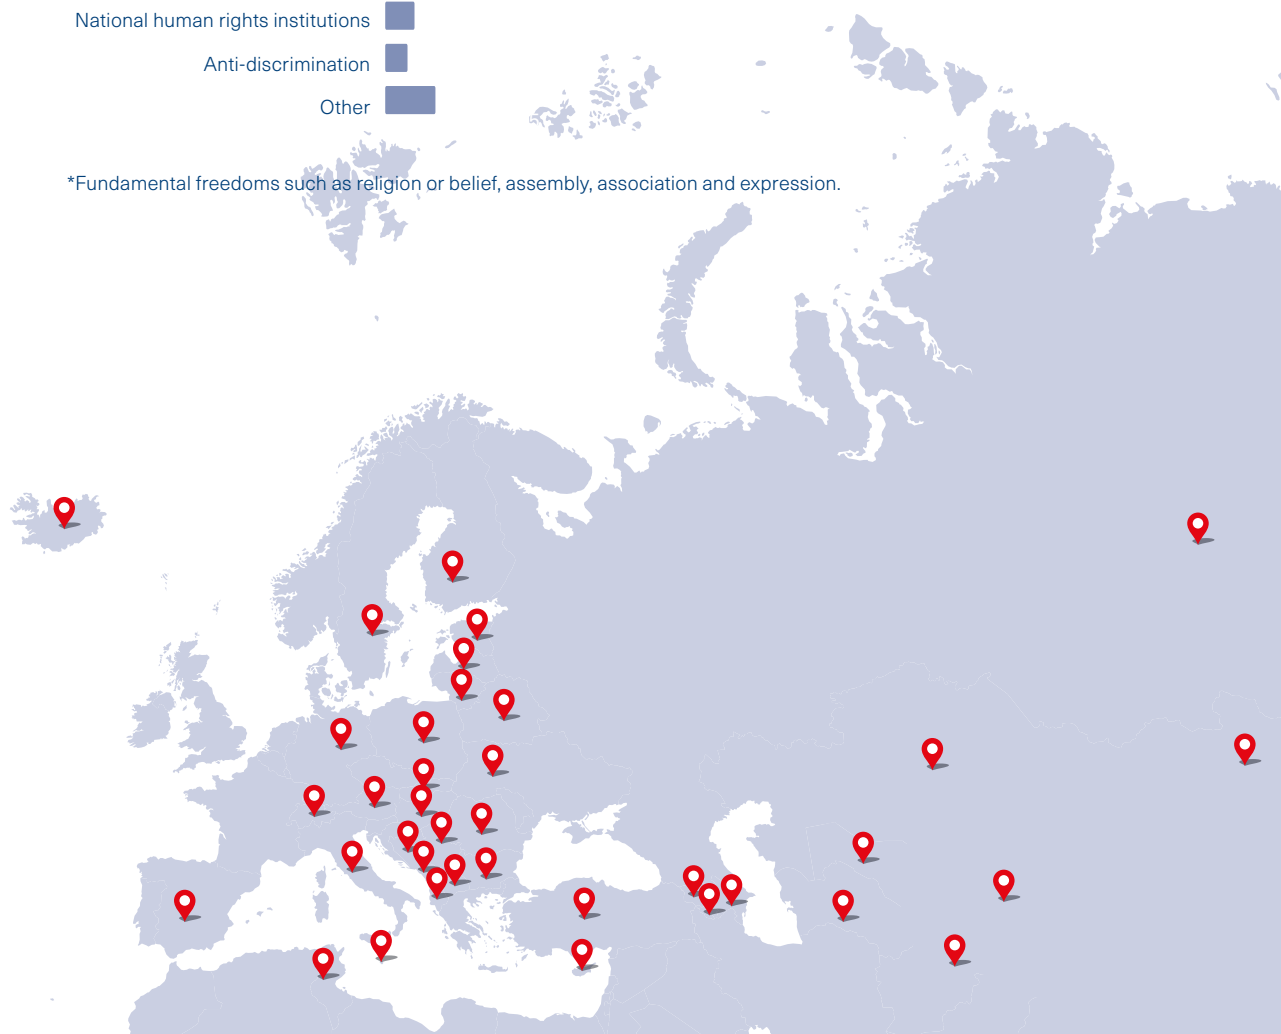 National human rights institutions
Anti-discrimination
Other
*Fundamental freedoms such as religion or belief, assembly, association and expression.